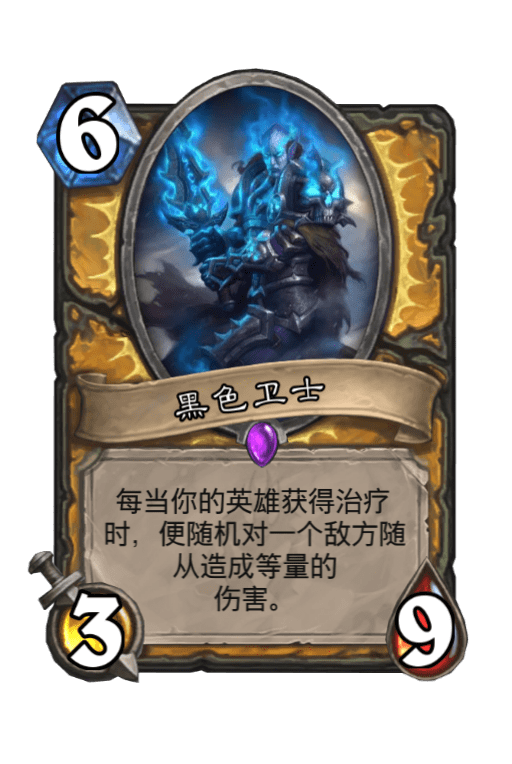 6
黑色卫士
每当你的英雄获得治疗
时，便随机对一个敌方随
从造成等量的
伤害。
3
9